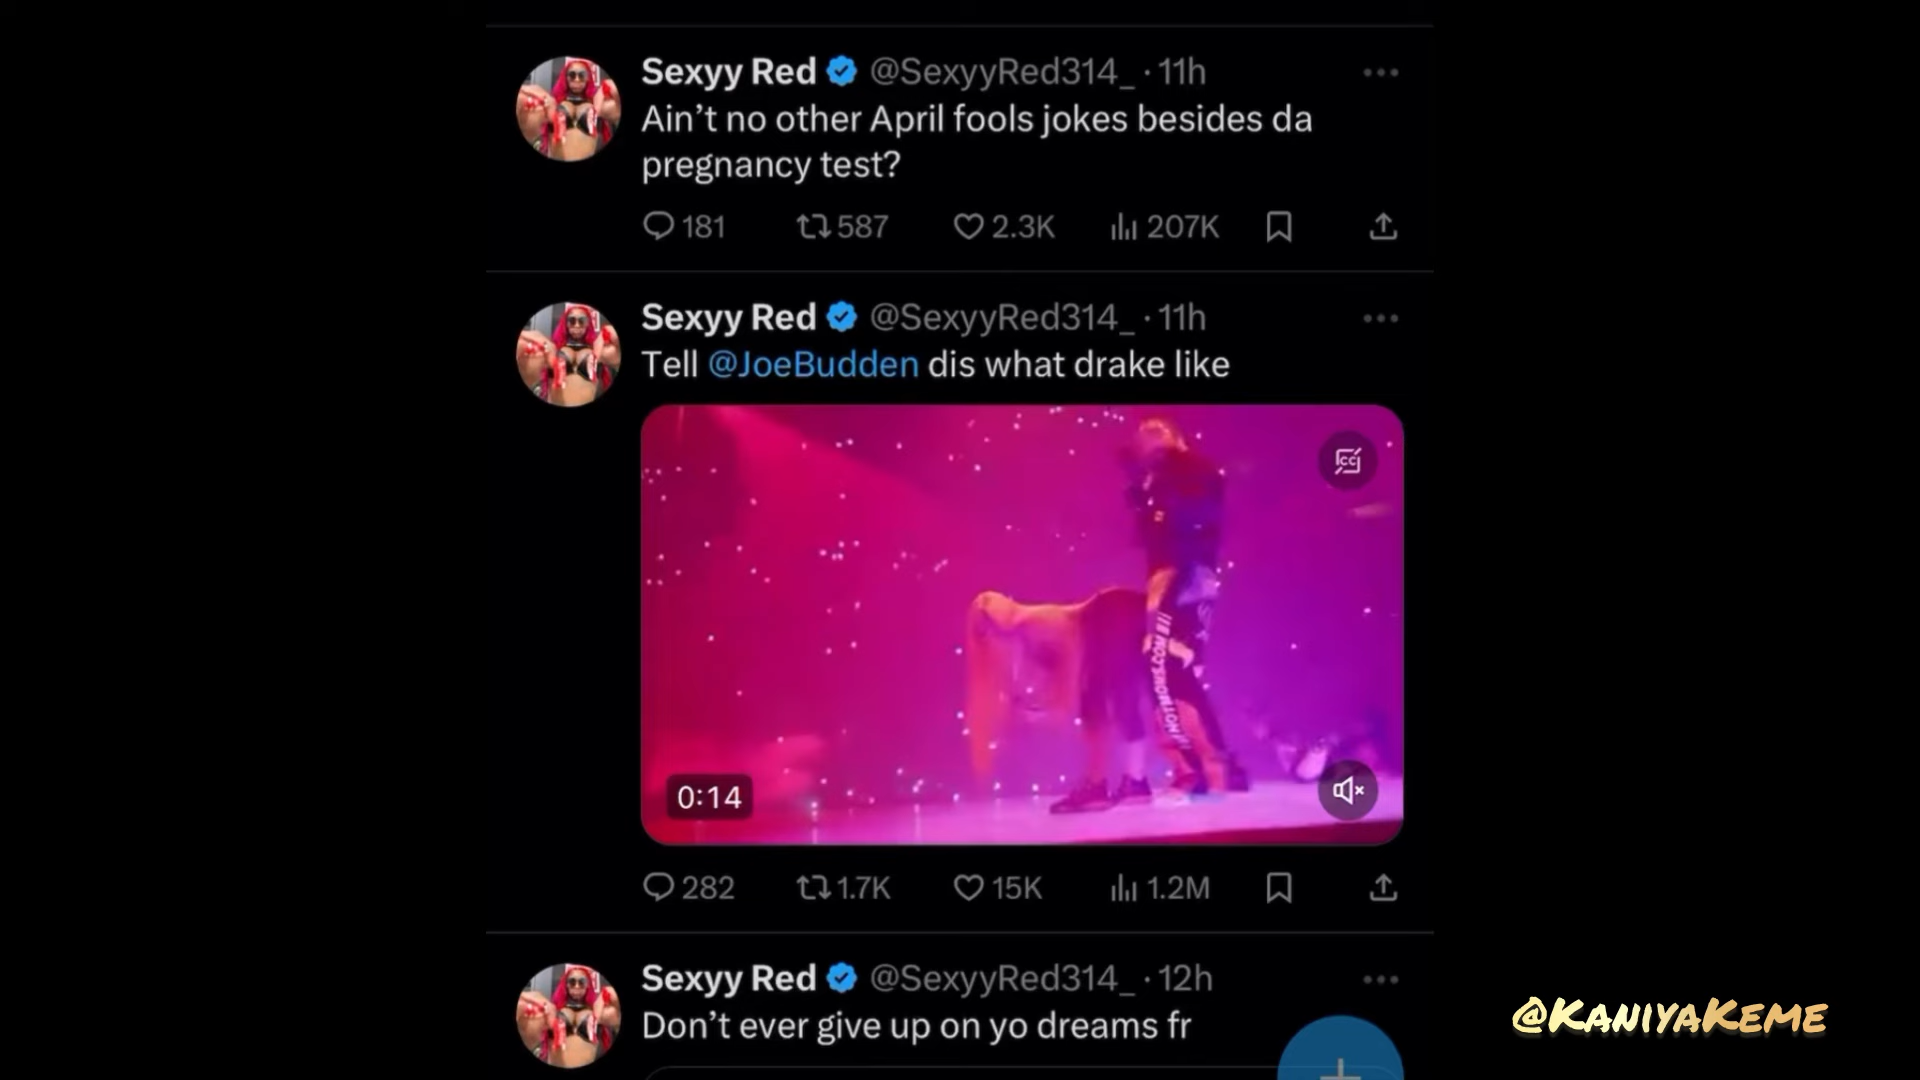 Sexyy Red @SexyyRed314_ · 11h
Ain't no other April fools jokes besides da
pregnancy test?
181 587 2.3K 207K
Sexyy Red @SexyyRed314_ · 11h
Tell @JoeBudden dis what drake like
CC
0:14
282 1.7K 15K 1.2M
Sexyy Red @SexyyRed314_ · 12h
Don't ever give up on yo dreams fr
@KaniyaKeme